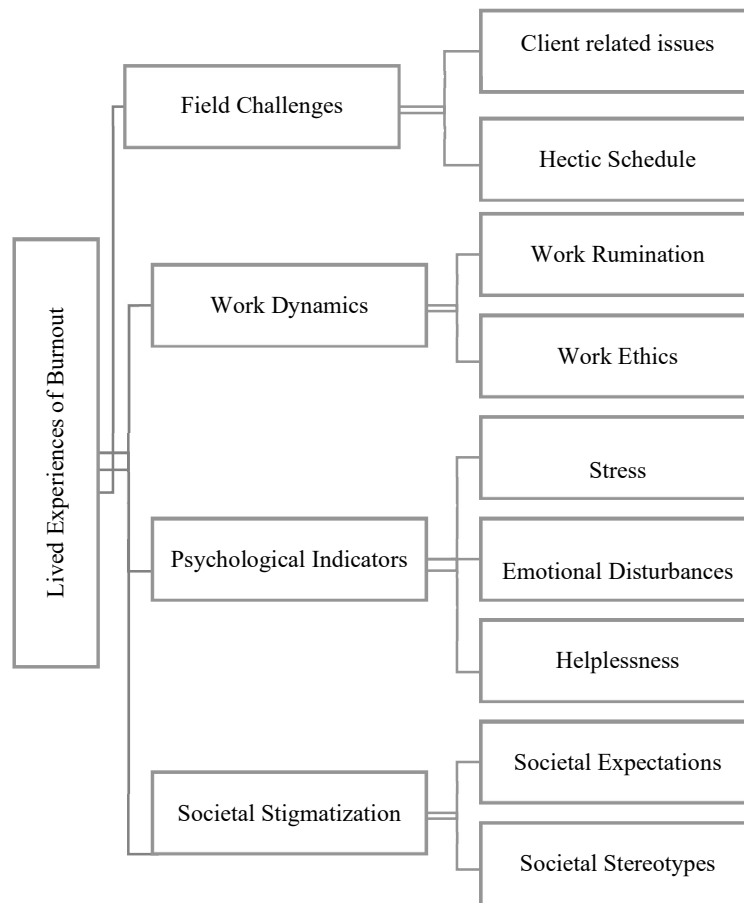 Lived Experiences of Burnout
Field Challenges
Client related issues
Hectic Schedule
Work Dynamics
Work Rumination
Work Ethics
Psychological Indicators
Stress
Emotional Disturbances
Helplessness
Societal Stigmatization
Societal Expectations
Societal Stereotypes